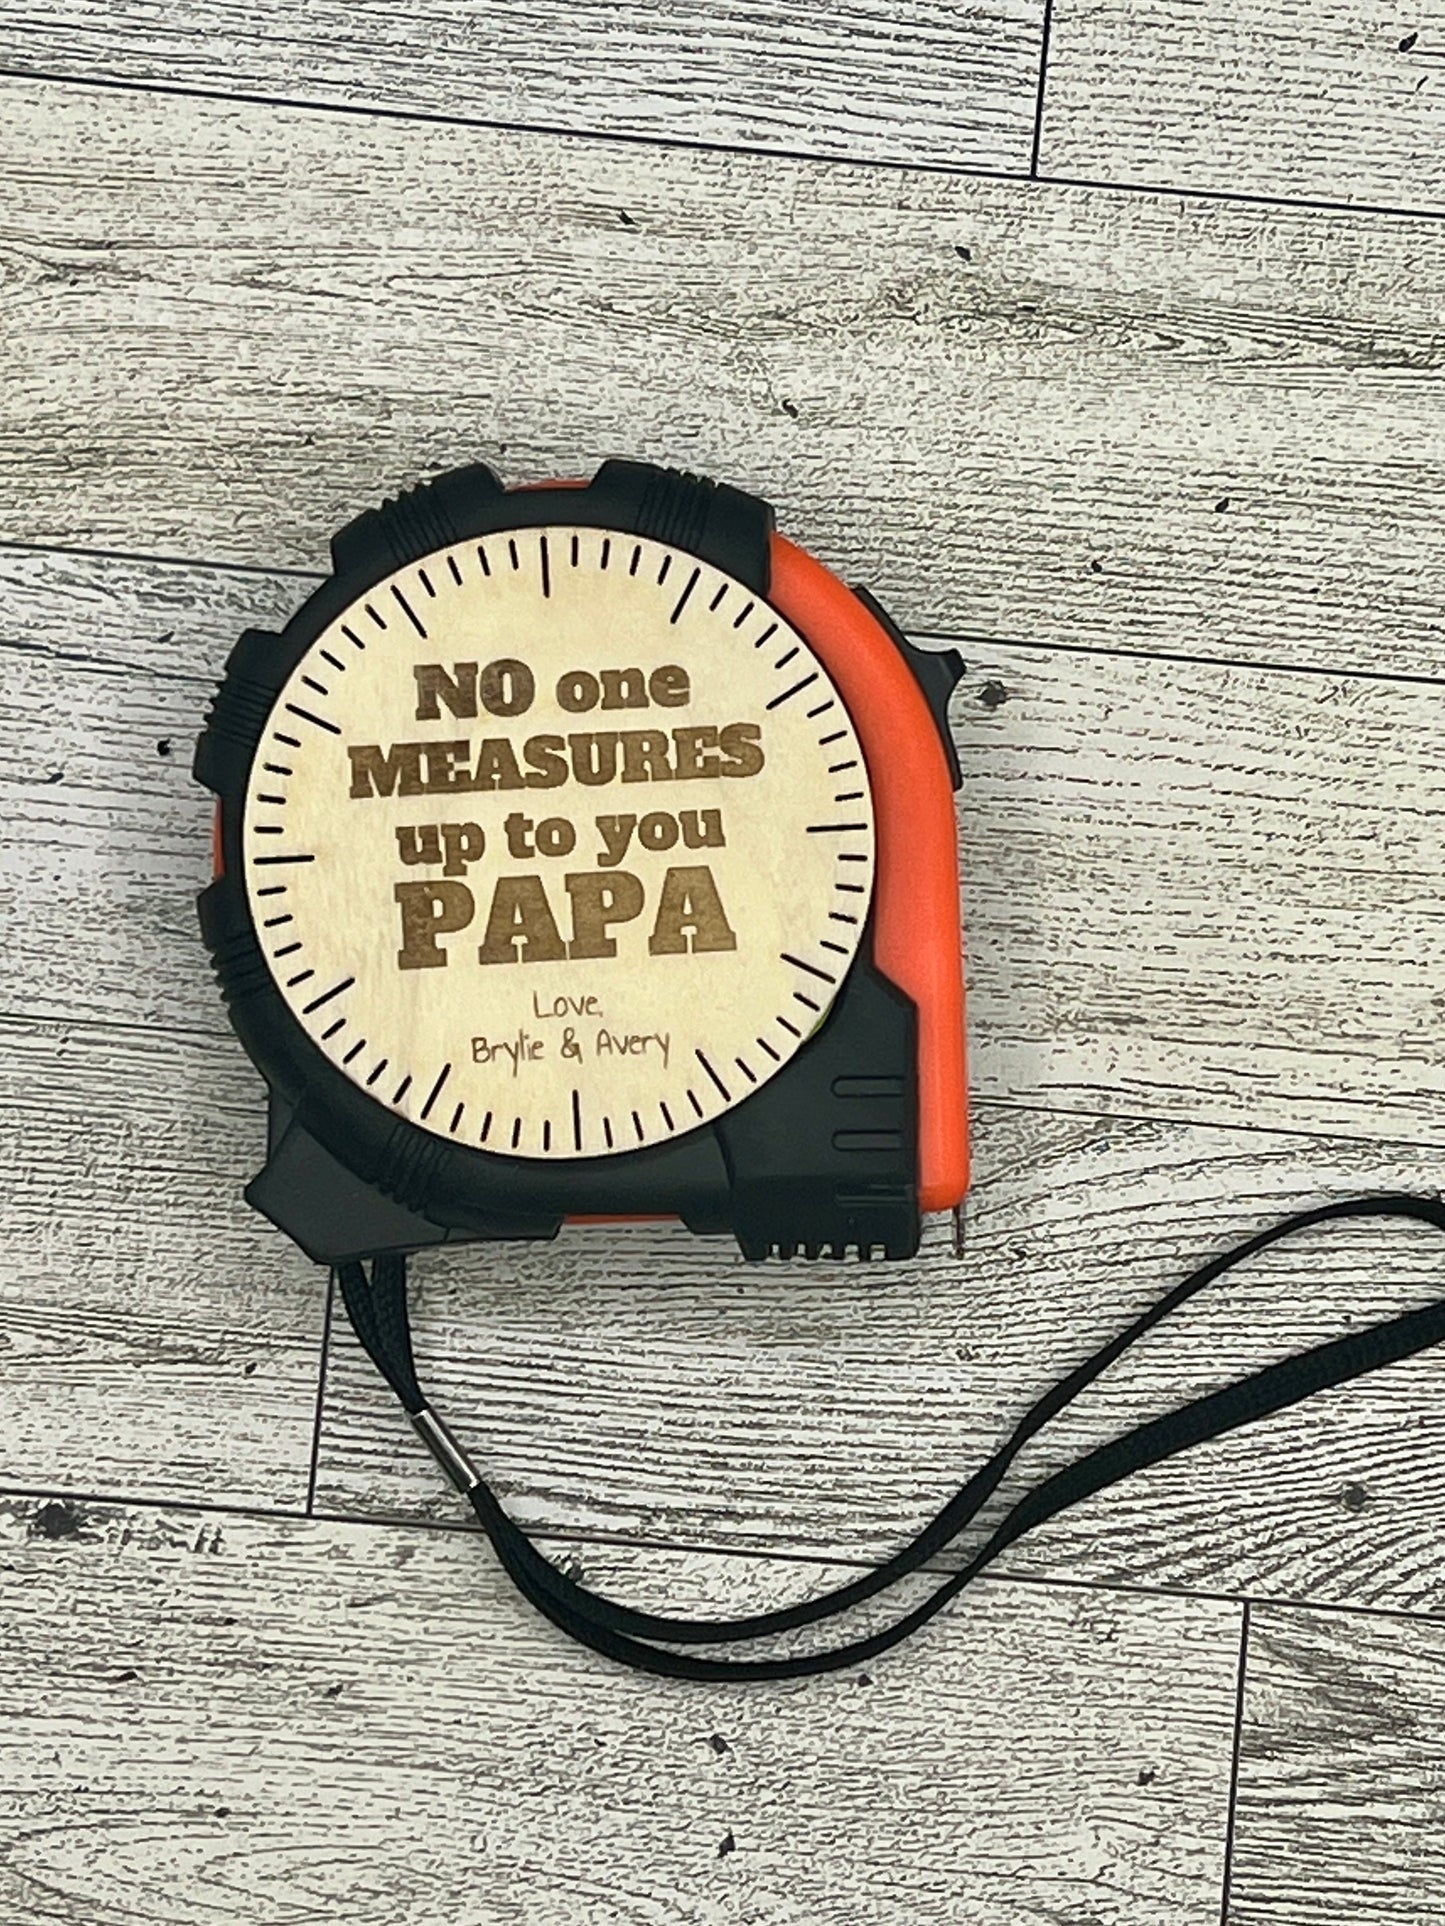 NO one
MEASURES
up to you
PAPA
Love,
Brylie & Avery